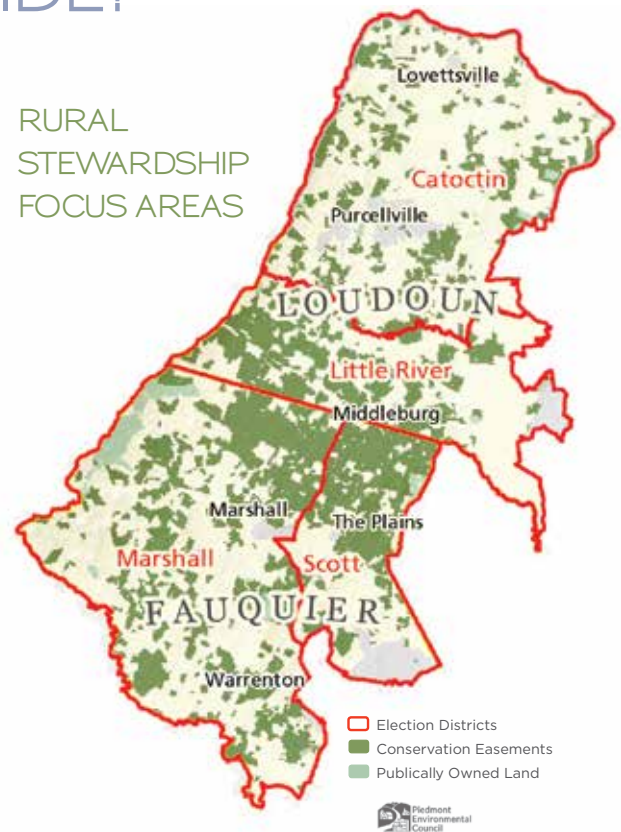 IDE?
RURAL
STEWARDSHIP
FOCUS AREAS
Lovettsville
Catoctin
Purcellville
LOUDOUN
Little River
Middleburg
Marshall
The Plains
Marshall
Scott
FAUQUIER
Warrenton
Election Districts
Conservation Easements
Publically Owned Land
Piedmont
Environmental
Council